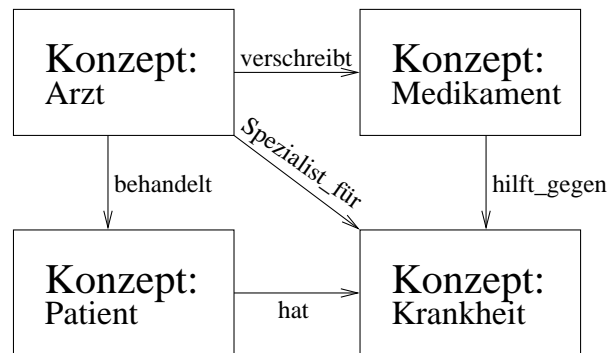 Konzept:
Arzt
verschreibt
Konzept:
Medikament
Spezialist_für
behandelt
hilft_gegen
Konzept:
Patient
hat
Konzept:
Krankheit